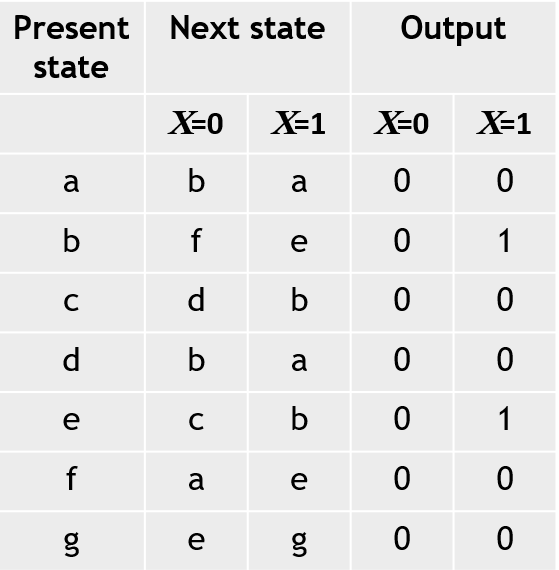 Present state Next state Output
X=0 X=1 X=0 X=1
a b a 0 0
b f e 0 1
c d b 0 0
d b a 0 0
e c b 0 1
f a e 0 0
g e g 0 0